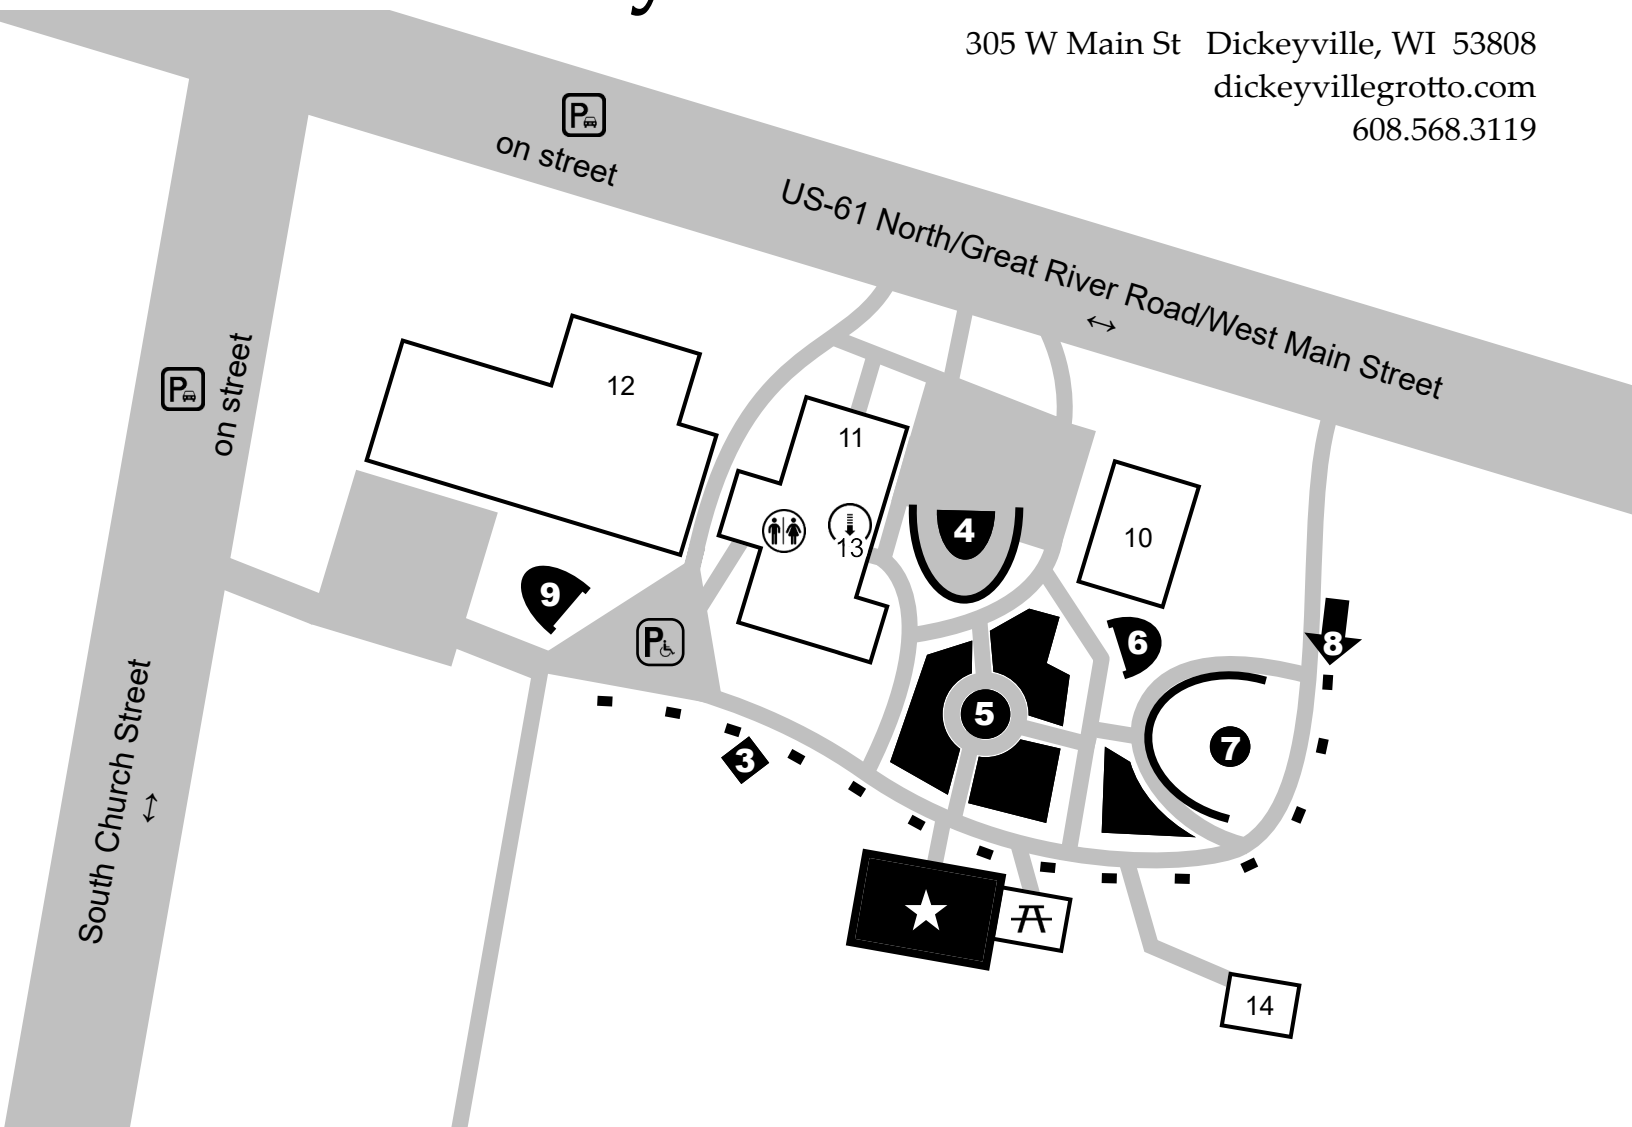 y
305 W Main St Dickeyville, WI 53808
dickeyvillegrotto.com
608.568.3119
P
on street
US-61 North/Great River Road/West Main Street
↔
P
on street
12
11
13
4
10
9
P
6
8
5
7
3
South Church Street
↔
14